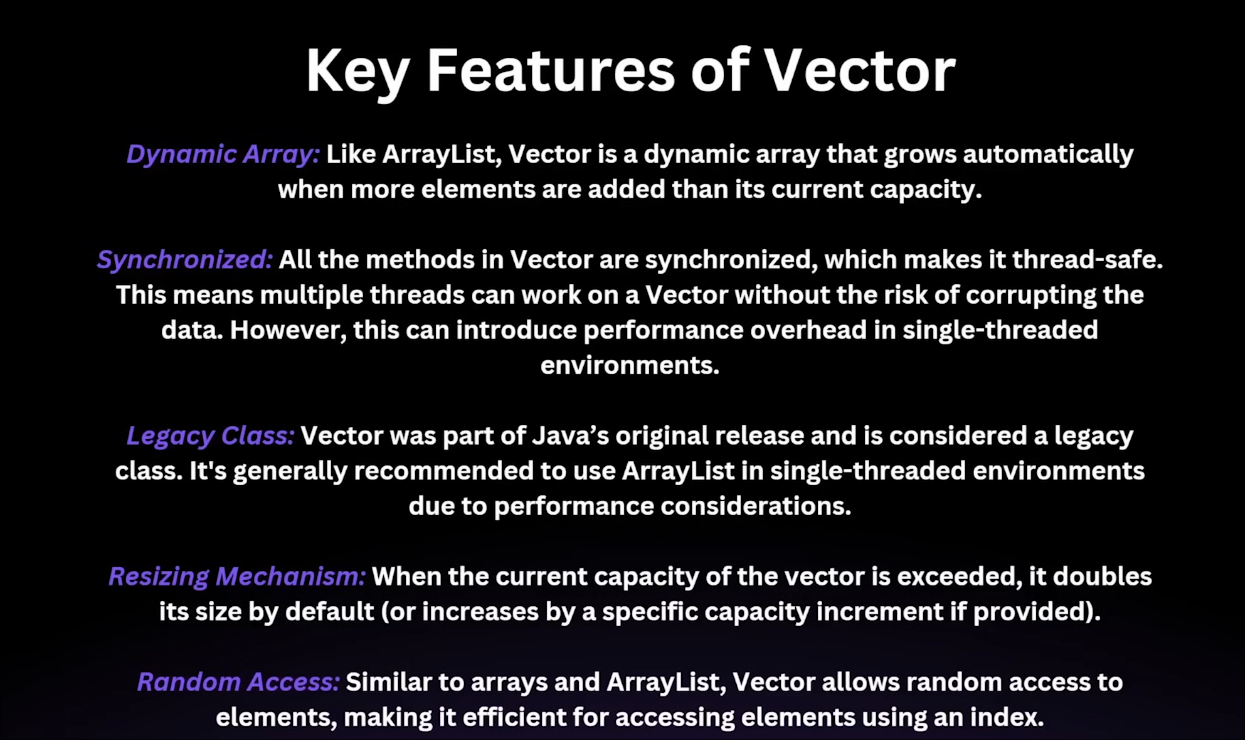 Key Features of Vector
Dynamic Array: Like ArrayList, Vector is a dynamic array that grows automatically
when more elements are added than its current capacity.
Synchronized: All the methods in Vector are synchronized, which makes it thread-safe.
This means multiple threads can work on a Vector without the risk of corrupting the
data. However, this can introduce performance overhead in single-threaded
environments.
Legacy Class: Vector was part of Java’s original release and is considered a legacy
class. It's generally recommended to use ArrayList in single-threaded environments
due to performance considerations.
Resizing Mechanism: When the current capacity of the vector is exceeded, it doubles
its size by default (or increases by a specific capacity increment if provided).
Random Access: Similar to arrays and ArrayList, Vector allows random access to
elements, making it efficient for accessing elements using an index.